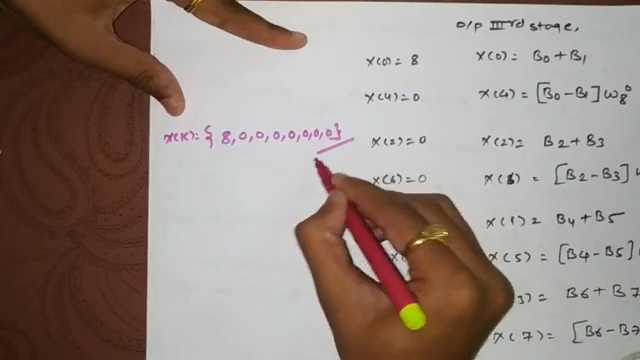 o/p IIIrd stage,
x(0) = 8 X(0) = B0 + B1
x(4) = 0 X(4) = [B0 - B1] ω8^0
x(k) = { 8, 0, 0, 0, 0, 0, 0, 0 }
x(2) = 0 X(2) = B2 + B3
x(6) = 0 X(6) = [B2 - B3]
X(1) = B4 + B5
X(5) = [B4 - B5]
3) = B6 + B7
X(7) = [B6 - B7